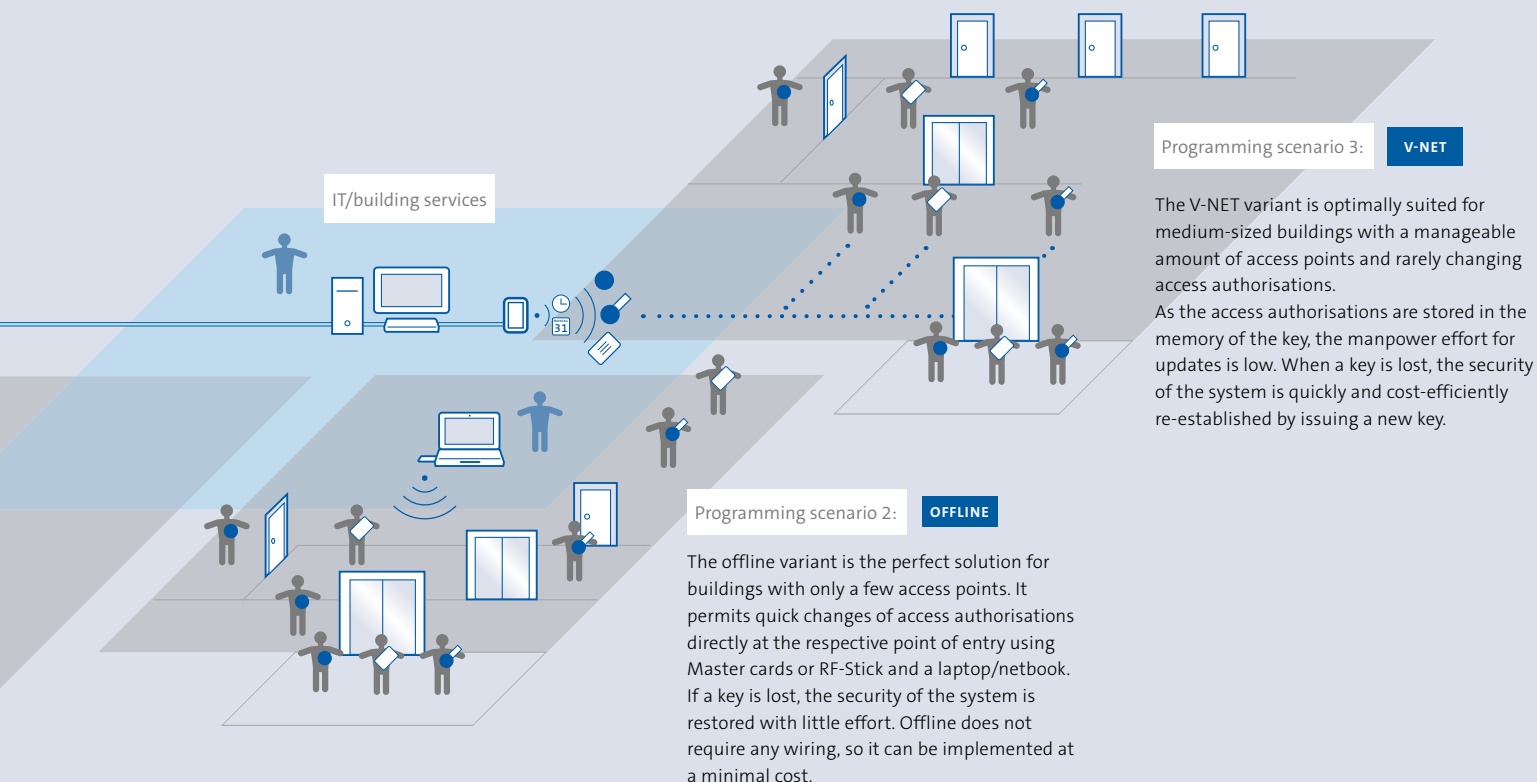 IT/building services
31
Programming scenario 3:
V-NET
The V-NET variant is optimally suited for
medium-sized buildings with a manageable
amount of access points and rarely changing
access authorisations.
As the access authorisations are stored in the
memory of the key, the manpower effort for
updates is low. When a key is lost, the security
of the system is quickly and cost-efficiently
re-established by issuing a new key.
Programming scenario 2:
OFFLINE
The offline variant is the perfect solution for
buildings with only a few access points. It
permits quick changes of access authorisations
directly at the respective point of entry using
Master cards or RF-Stick and a laptop/netbook.
If a key is lost, the security of the system is
restored with little effort. Offline does not
require any wiring, so it can be implemented at
a minimal cost.